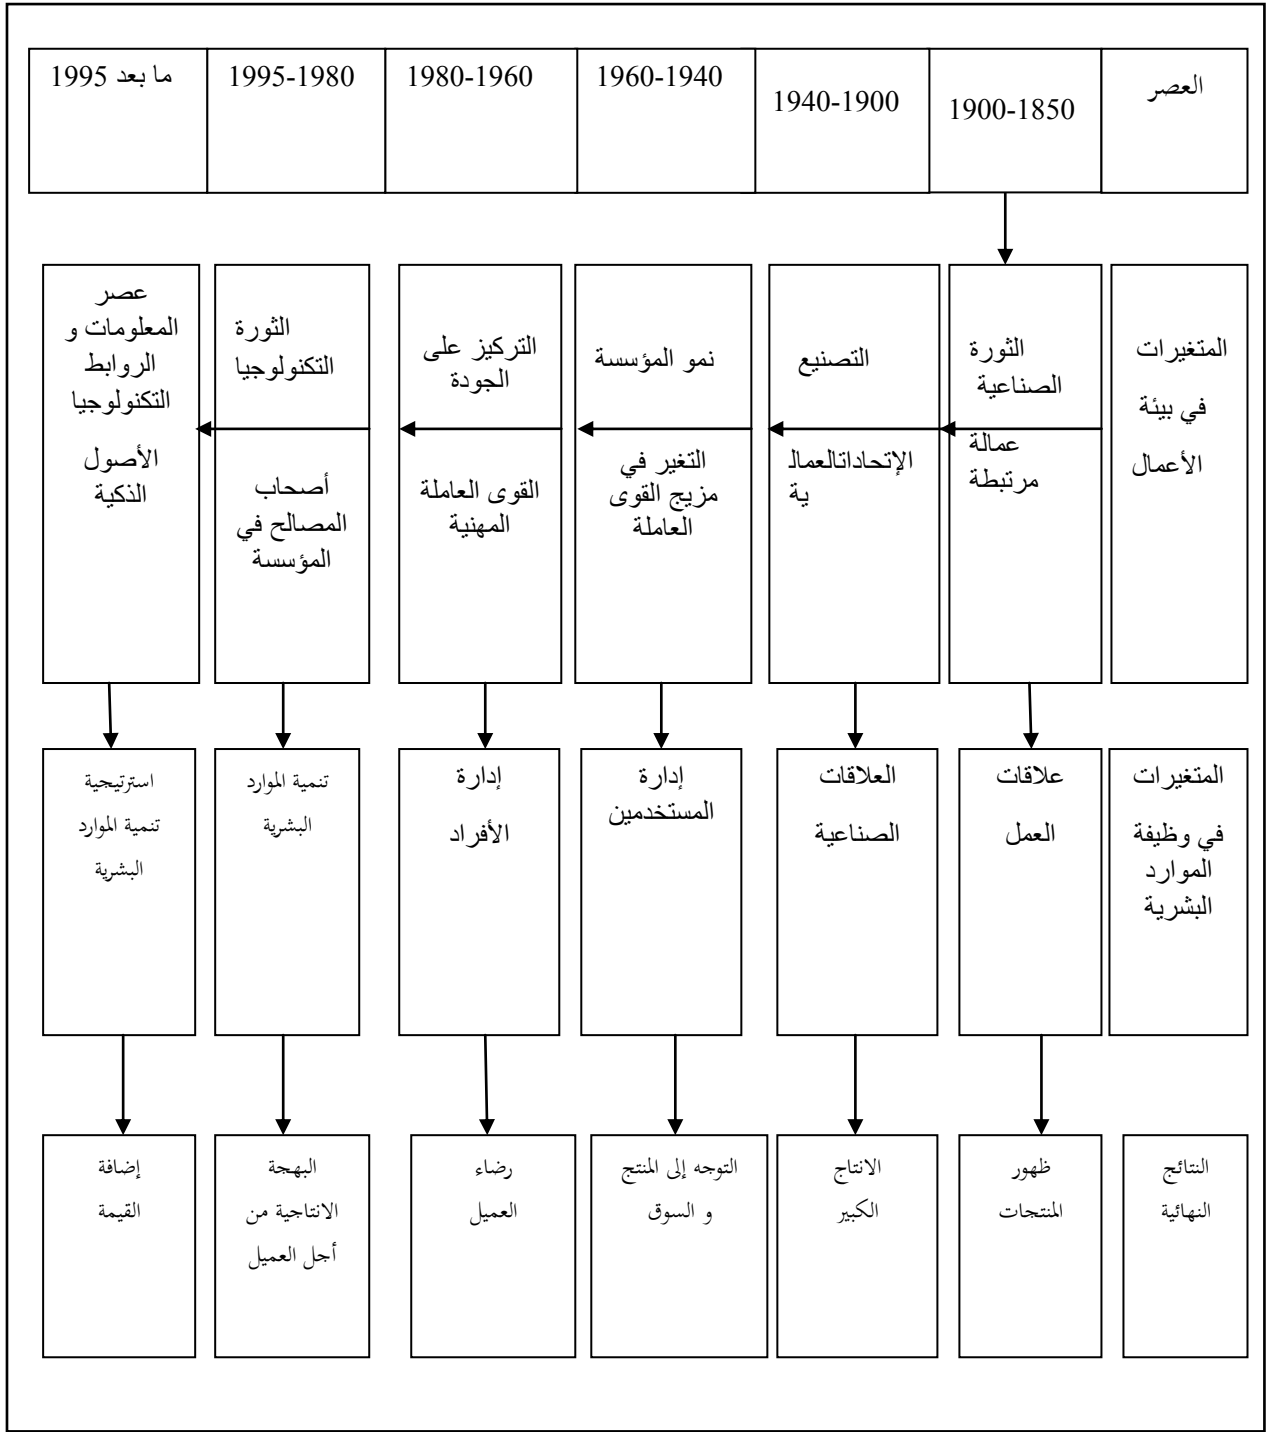 العصر
1900-1850
1940-1900
1960-1940
1980-1960
1995-1980
ما بعد 1995
المتغيرات
في بيئة
الأعمال
الثورة
الصناعية
عمالة
مرتبطة
التصنيع
الإتحاداتالعمال
ية
نمو المؤسسة
التغير في
مزيج القوى
العاملة
التركيز على
الجودة
القوى العاملة
المهنية
الثورة
التكنولوجيا
أصحاب
المصالح في
المؤسسة
عصر
المعلومات و
الروابط
التكنولوجيا
الأصول
الذكية
المتغيرات
في وظيفة
الموارد
البشرية
علاقات
العمل
العلاقات
الصناعية
إدارة
المستخدمين
إدارة
الأفراد
تنمية الموارد
البشرية
استرتيجية
تنمية الموارد
البشرية
النتائج
النهائية
ظهور
المنتجات
الانتاج
الكبير
التوجه إلى المنتج
و السوق
رضاء
العميل
البهجة
الانتاجية من
أجل العميل
إضافة
القيمة